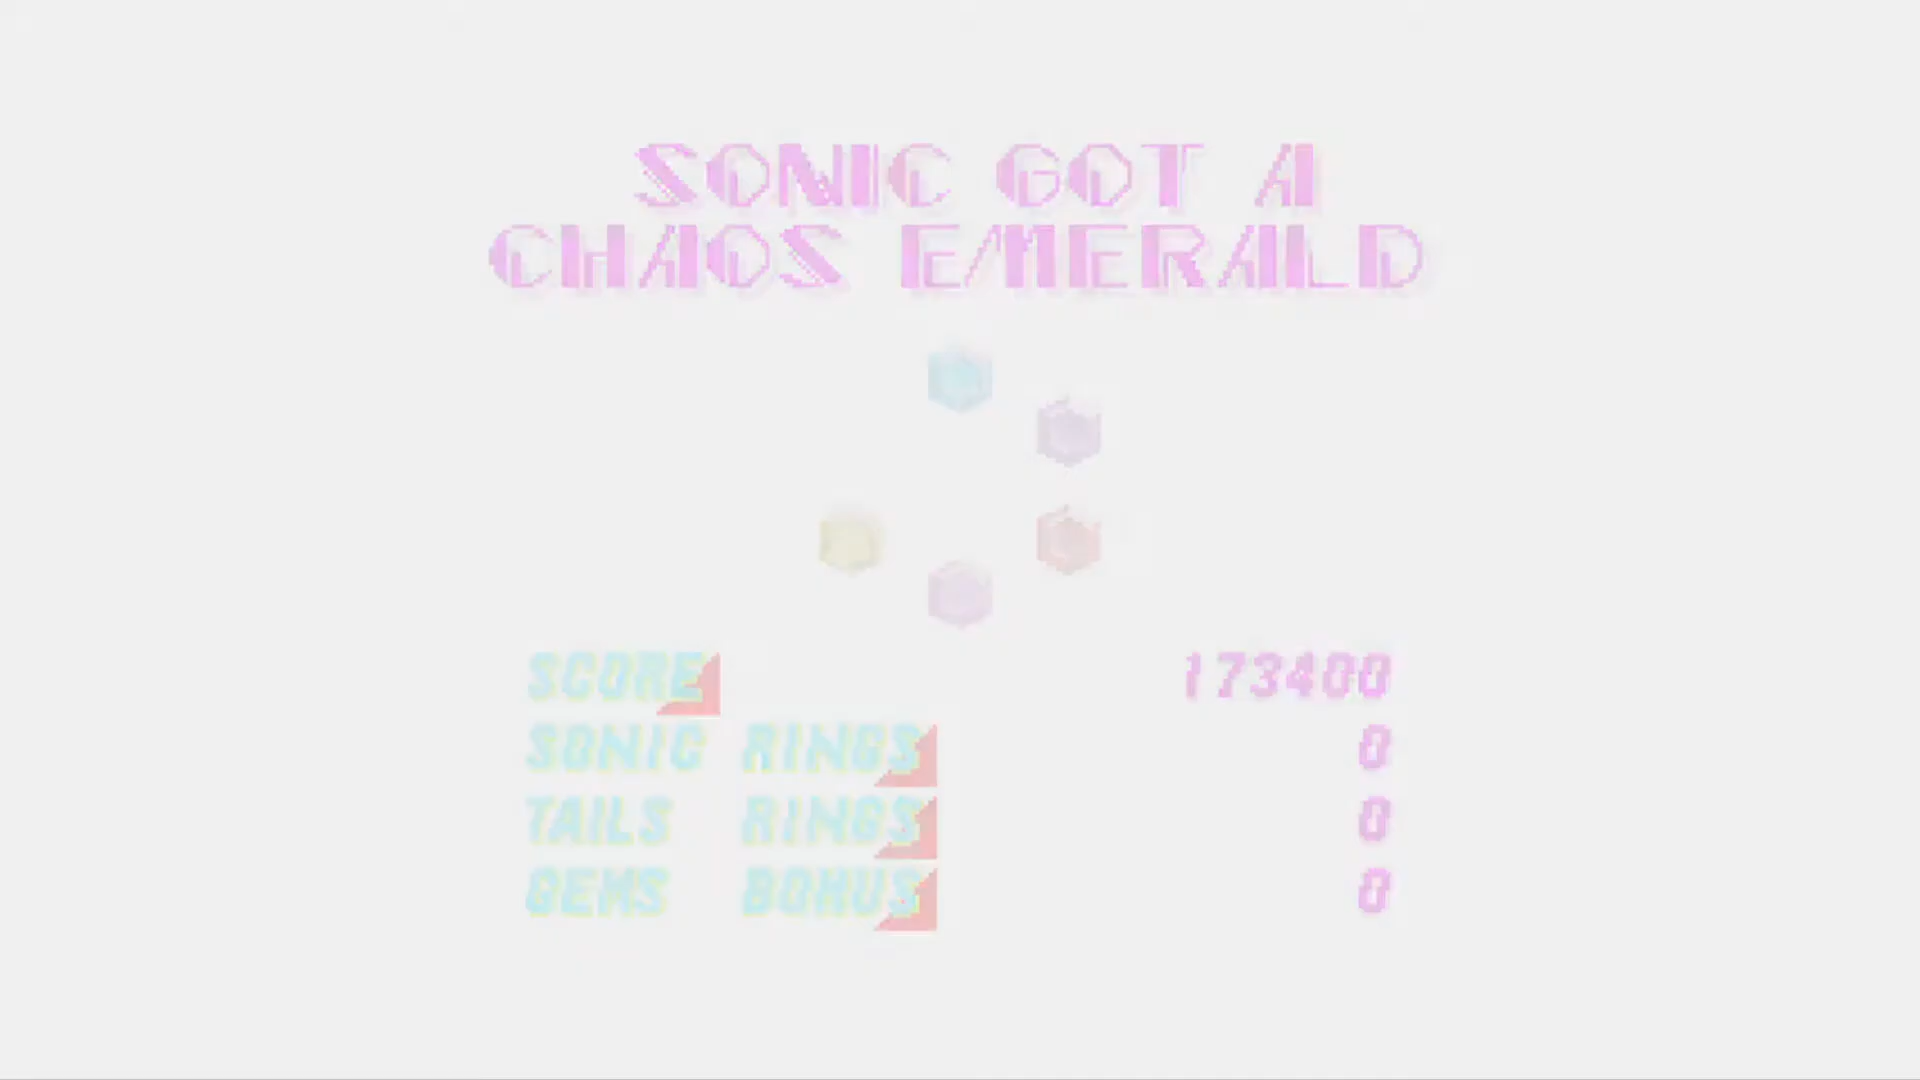 SONIC GOT A
CHAOS EMERALD
SCORE 173400
SONIC RINGS 0
TAILS RINGS 0
GEMS BONUS 0